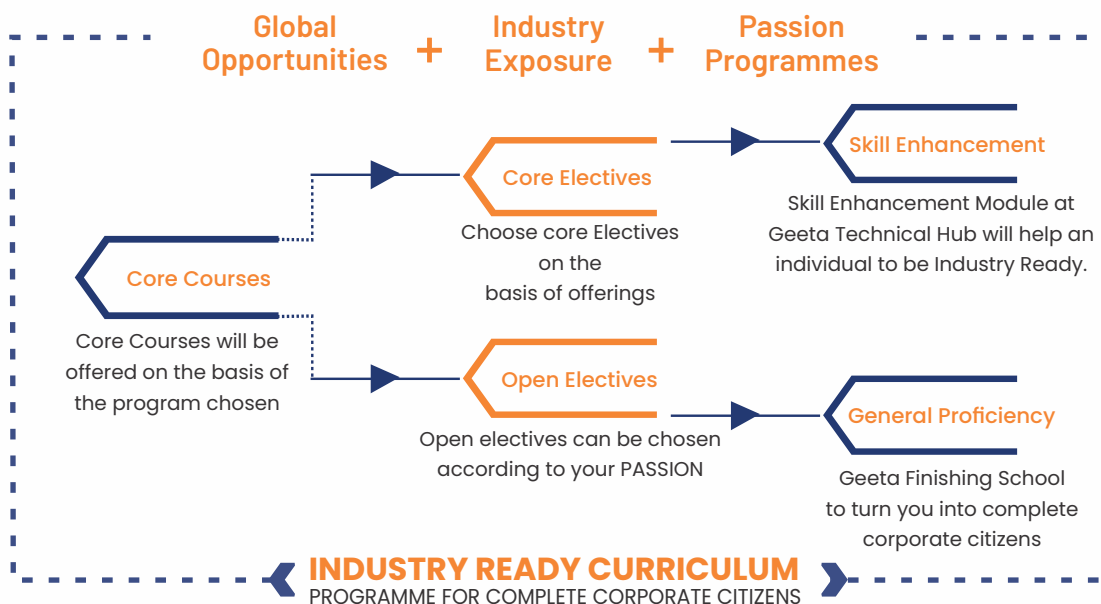 Global
Opportunities
+
Industry
Exposure
+
Passion
Programmes
Core Courses
Core Courses will be
offered on the basis of
the program chosen
Core Electives
Choose core Electives
on the
basis of offerings
Open Electives
Open electives can be chosen
according to your PASSION
Skill Enhancement
Skill Enhancement Module at
Geeta Technical Hub will help an
individual to be Industry Ready.
General Proficiency
Geeta Finishing School
to turn you into complete
corporate citizens
INDUSTRY READY CURRICULUM
PROGRAMME FOR COMPLETE CORPORATE CITIZENS